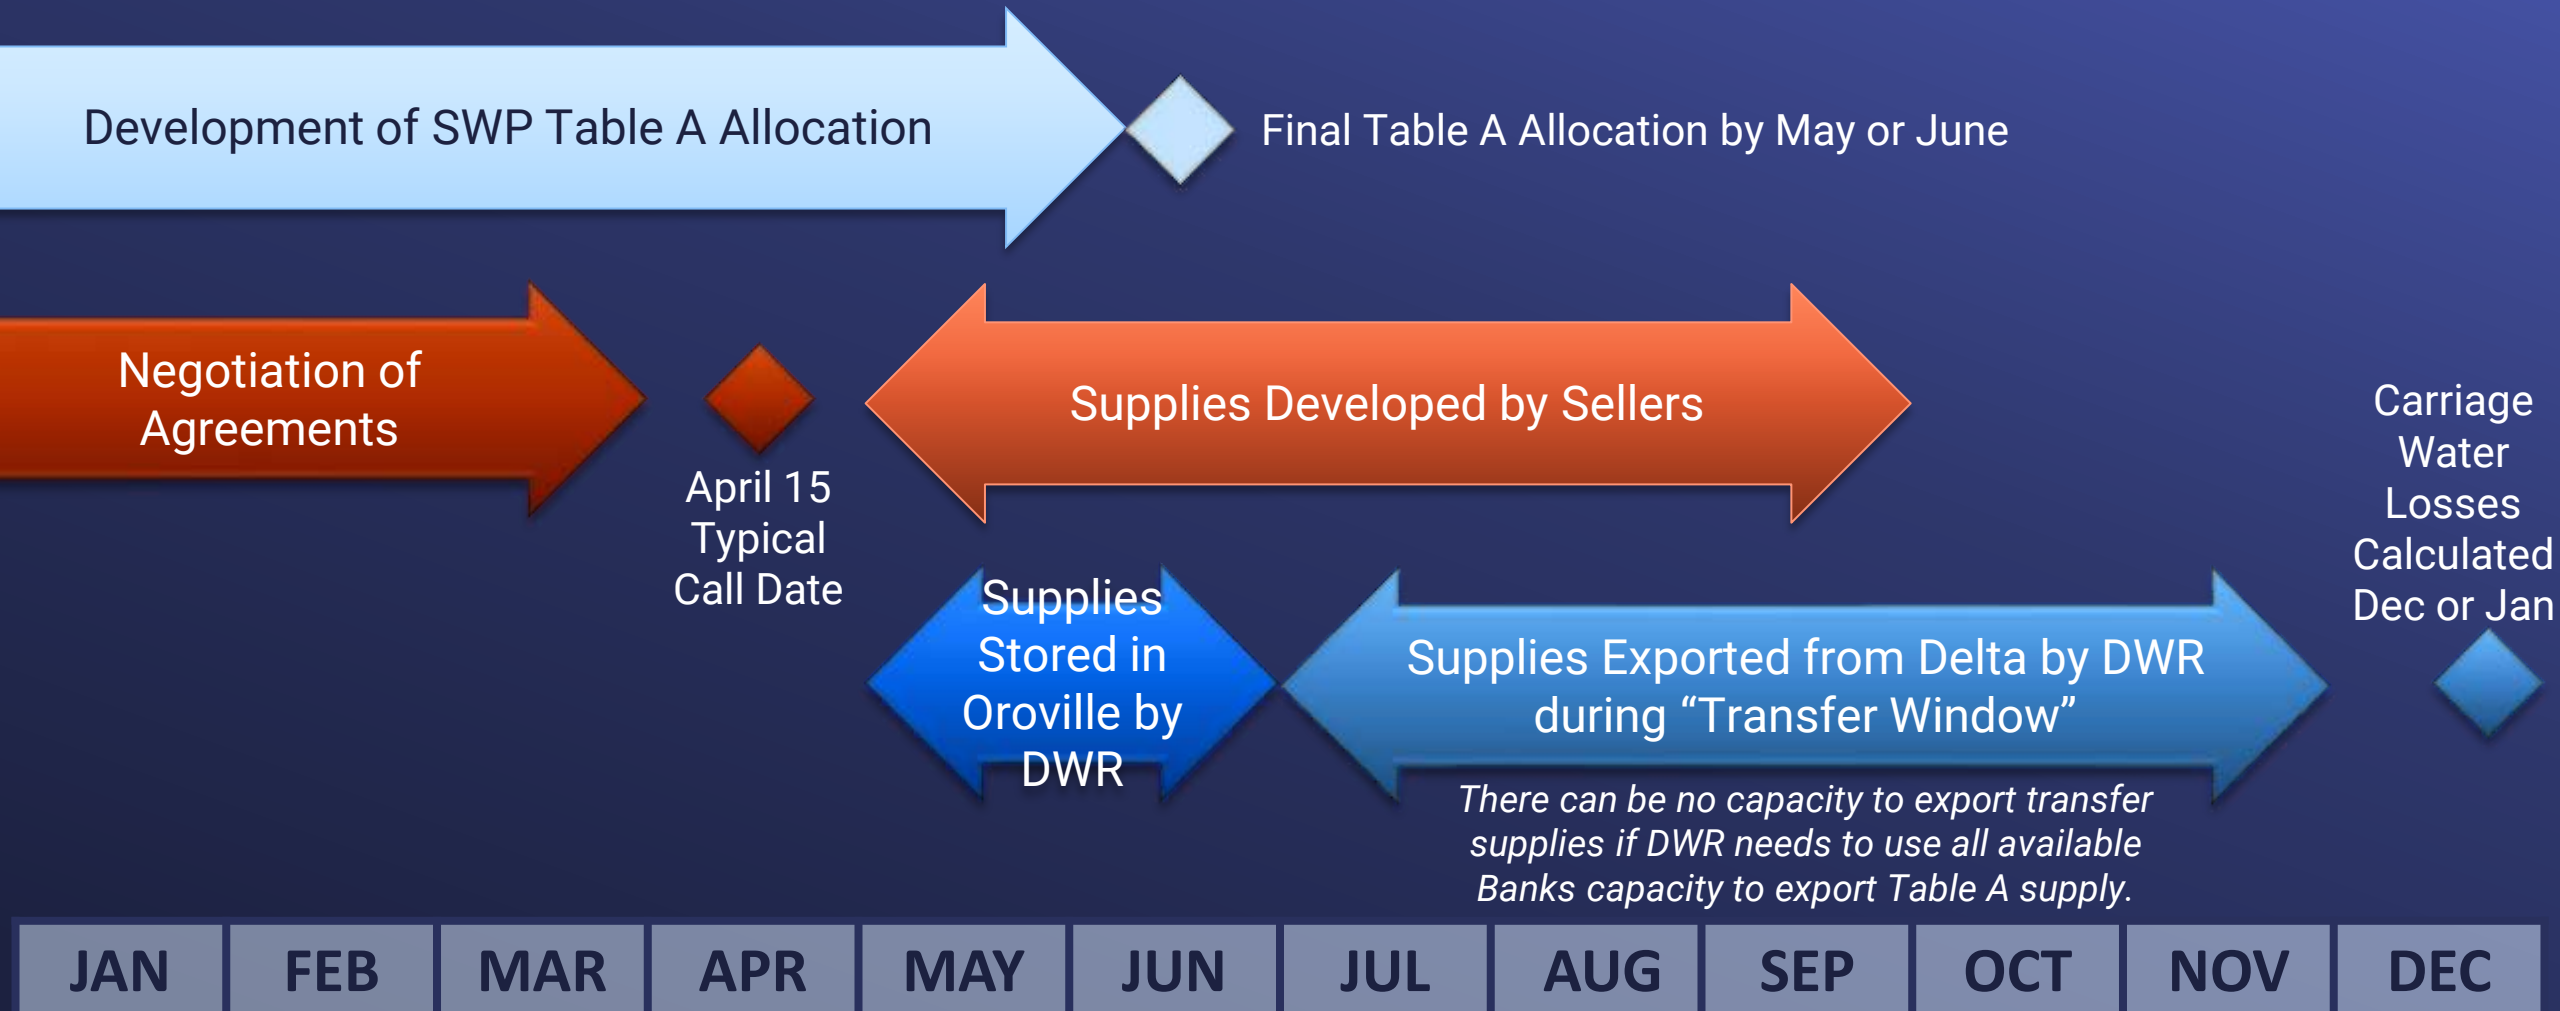 Development of SWP Table A Allocation
Final Table A Allocation by May or June
Negotiation of
Agreements
April 15
Typical
Call Date
Supplies Developed by Sellers
Supplies
Stored in
Oroville by
DWR
Supplies Exported from Delta by DWR
during “Transfer Window”
There can be no capacity to export transfer
supplies if DWR needs to use all available
Banks capacity to export Table A supply.
Carriage
Water
Losses
Calculated
Dec or Jan
JAN FEB MAR APR MAY JUN JUL AUG SEP OCT NOV DEC